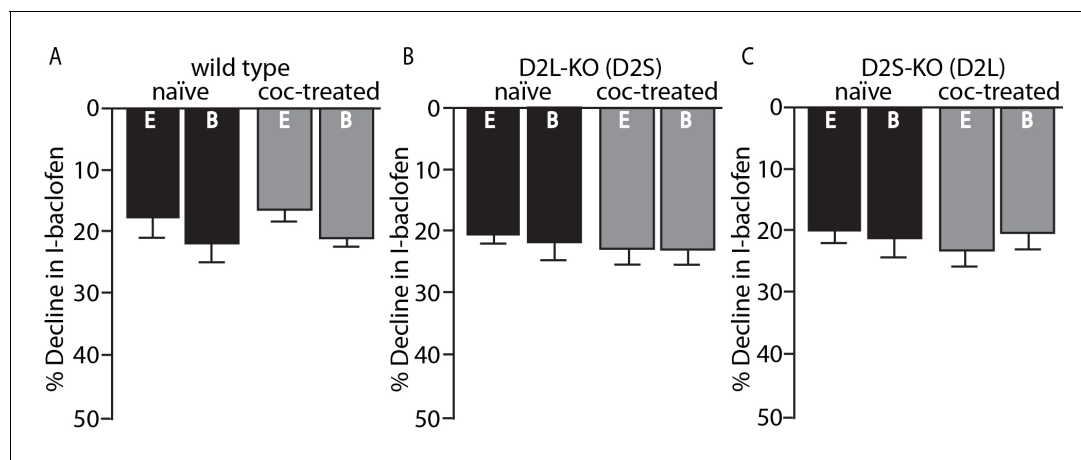 A
wild type
naïve coc-treated
E B E B
0
10
20
30
40
50
% Decline in I-baclofen
B
D2L-KO (D2S)
naïve coc-treated
E B E B
0
10
20
30
40
50
% Decline in I-baclofen
C
D2S-KO (D2L)
naïve coc-treated
E B E B
0
10
20
30
40
50
% Decline in I-baclofen